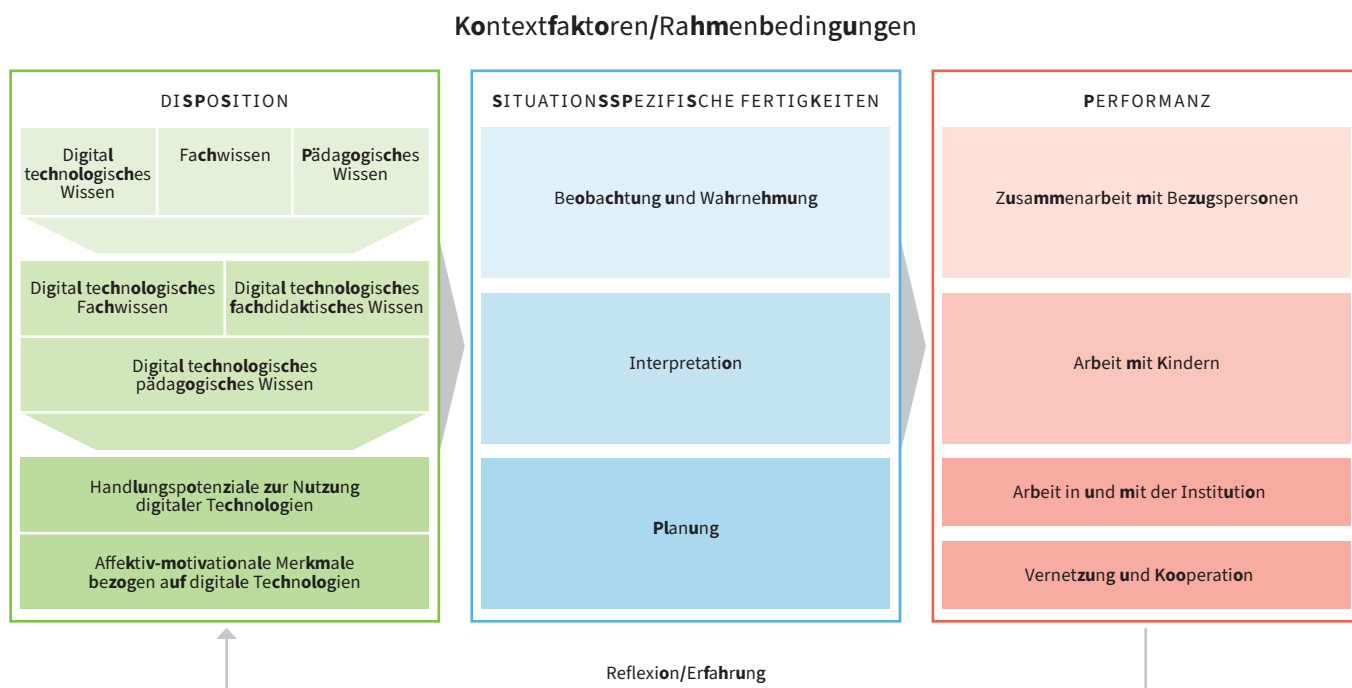 Kontextfaktoren/Rahmenbedingungen
DISPOSITION
Digital
technologisches
Wissen
Fachwissen
Pädagogisches
Wissen
Digital technologisches
Fachwissen
Digital technologisches
fachdidaktisches Wissen
Digital technologisches
pädagogisches Wissen
Handlungspotenziale zur Nutzung
digitaler Technologien
Affektiv-motivationale Merkmale
bezogen auf digitale Technologien
SITUATIONSSPEZIFISCHE FERTIGKEITEN
Beobachtung und Wahrnehmung
Interpretation
Planung
PERFORMANZ
Zusammenarbeit mit Bezugspersonen
Arbeit mit Kindern
Arbeit in und mit der Institution
Vernetzung und Kooperation
Reflexion/Erfahrung